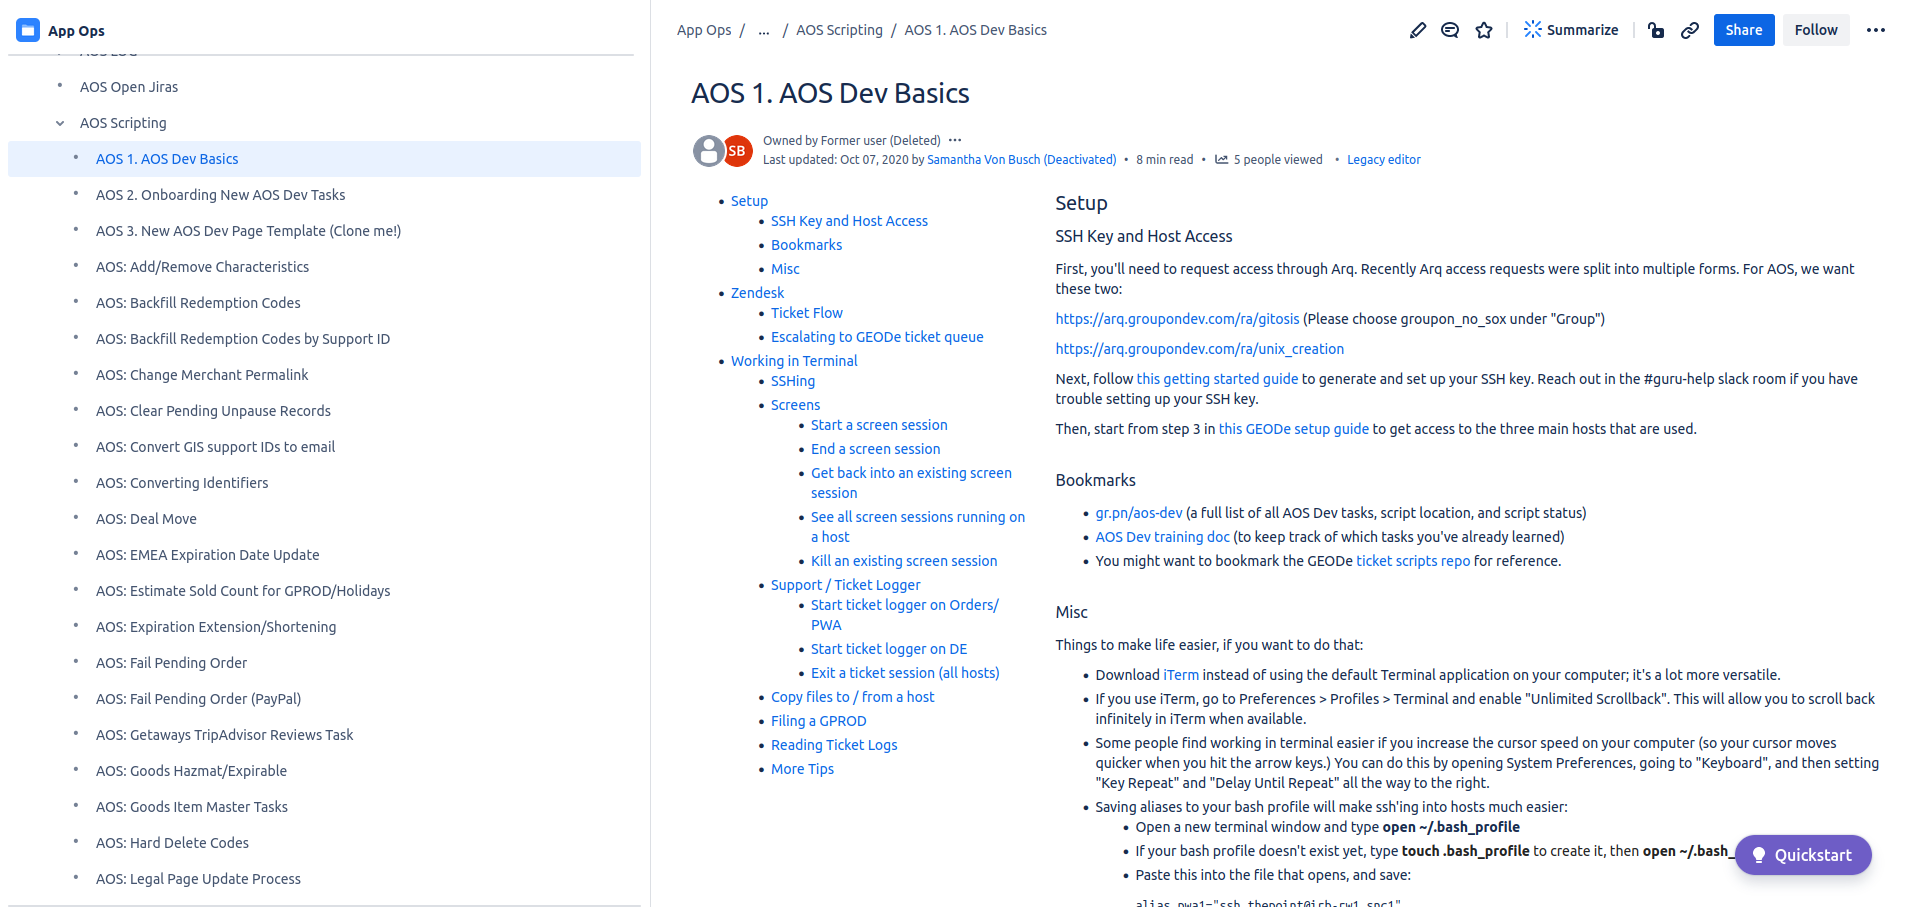 App Ops
AOS Open Jiras
AOS Scripting
AOS 1. AOS Dev Basics
AOS 2. Onboarding New AOS Dev Tasks
AOS 3. New AOS Dev Page Template (Clone me!)
AOS: Add/Remove Characteristics
AOS: Backfill Redemption Codes
AOS: Backfill Redemption Codes by Support ID
AOS: Change Merchant Permalink
AOS: Clear Pending Unpause Records
AOS: Convert GIS support IDs to email
AOS: Converting Identifiers
AOS: Deal Move
AOS: EMEA Expiration Date Update
AOS: Estimate Sold Count for GPROD/Holidays
AOS: Expiration Extension/Shortening
AOS: Fail Pending Order
AOS: Fail Pending Order (PayPal)
AOS: Getaways TripAdvisor Reviews Task
AOS: Goods Hazmat/Expirable
AOS: Goods Item Master Tasks
AOS: Hard Delete Codes
AOS: Legal Page Update Process
App Ops / ... / AOS Scripting / AOS 1. AOS Dev Basics
Summarize
Share
Follow
AOS 1. AOS Dev Basics
SB
Owned by Former user (Deleted)
Last updated: Oct 07, 2020 by Samantha Von Busch (Deactivated) • 8 min read • 5 people viewed • Legacy editor
• Setup
• SSH Key and Host Access
• Bookmarks
• Misc
• Zendesk
• Ticket Flow
• Escalating to GEODe ticket queue
• Working in Terminal
• SSHing
• Screens
• Start a screen session
• End a screen session
• Get back into an existing screen
session
• See all screen sessions running on
a host
• Kill an existing screen session
• Support / Ticket Logger
• Start ticket logger on Orders/
PWA
• Start ticket logger on DE
• Exit a ticket session (all hosts)
• Copy files to / from a host
• Filing a GPROD
• Reading Ticket Logs
• More Tips
Setup
SSH Key and Host Access
First, you'll need to request access through Arq. Recently Arq access requests were split into multiple forms. For AOS, we want
these two:
https://arq.groupondev.com/ra/gitosis (Please choose groupon_no_sox under "Group")
https://arq.groupondev.com/ra/unix_creation
Next, follow this getting started guide to generate and set up your SSH key. Reach out in the #guru-help slack room if you have
trouble setting up your SSH key.
Then, start from step 3 in this GEODe setup guide to get access to the three main hosts that are used.
Bookmarks
• gr.pn/aos-dev (a full list of all AOS Dev tasks, script location, and script status)
• AOS Dev training doc (to keep track of which tasks you've already learned)
• You might want to bookmark the GEODe ticket scripts repo for reference.
Misc
Things to make life easier, if you want to do that:
• Download iTerm instead of using the default Terminal application on your computer; it's a lot more versatile.
• If you use iTerm, go to Preferences > Profiles > Terminal and enable "Unlimited Scrollback". This will allow you to scroll back
infinitely in iTerm when available.
• Some people find working in terminal easier if you increase the cursor speed on your computer (so your cursor moves
quicker when you hit the arrow keys.) You can do this by opening System Preferences, going to "Keyboard", and then setting
"Key Repeat" and "Delay Until Repeat" all the way to the right.
• Saving aliases to your bash profile will make ssh'ing into hosts much easier:
• Open a new terminal window and type open ~/.bash_profile
• If your bash profile doesn't exist yet, type touch .bash_profile to create it, then open ~/.bash_
• Paste this into the file that opens, and save:
Quickstart